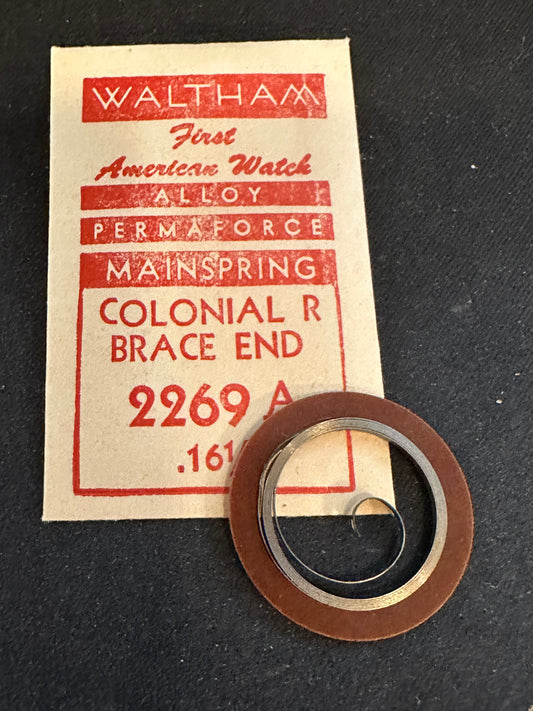 WALTHAM
First
American Watch
ALLOY
PERMAFORCE
MAINSPRING
COLONIAL R
BRACE END
2269 A